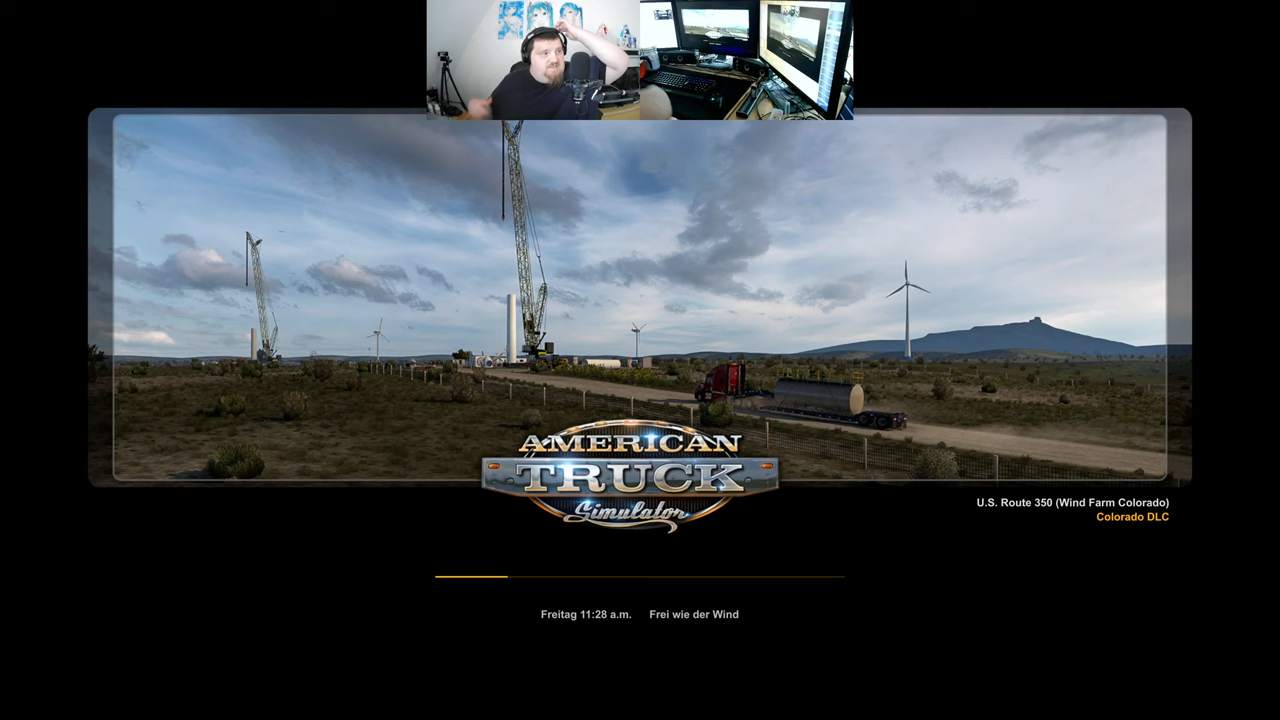 AMERICAN
TRUCK
Simulator
U.S. Route 350 (Wind Farm Colorado)
Colorado DLC
Freitag 11:28 a.m. Frei wie der Wind